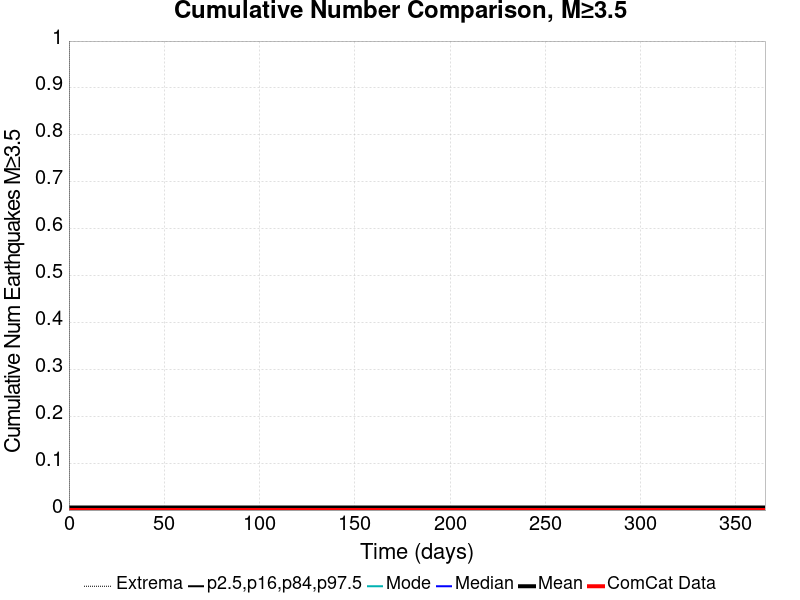 Cumulative Number Comparison, M≥3.5
Cumulative Num Earthquakes M≥3.5
1
0.9
0.8
0.7
0.6
0.5
0.4
0.3
0.2
0.1
0
0 50 100 150 200 250 300 350
Time (days)
Extrema p2.5,p16,p84,p97.5 Mode Median Mean ComCat Data